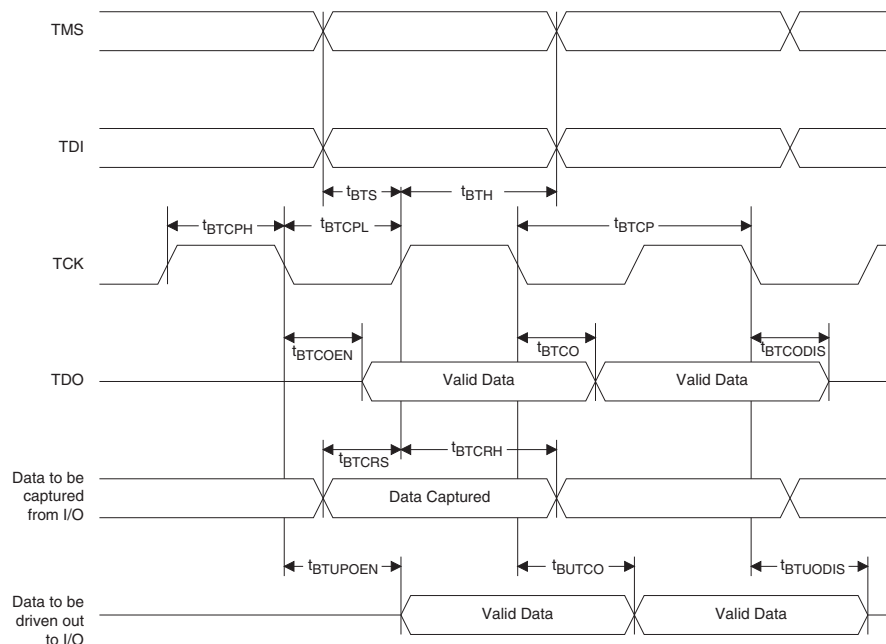 TMS
TDI
tBTS
tBTH
tBTCPH
tBTCPL
tBTCP
TCK
tBTCOEN
tBTCO
tBTCODIS
TDO
Valid Data
Valid Data
tBTCRS
tBTCRH
Data to be
captured
from I/O
Data Captured
tBTUPOEN
tBUTCO
tBTUODIS
Data to be
driven out
to I/O
Valid Data
Valid Data